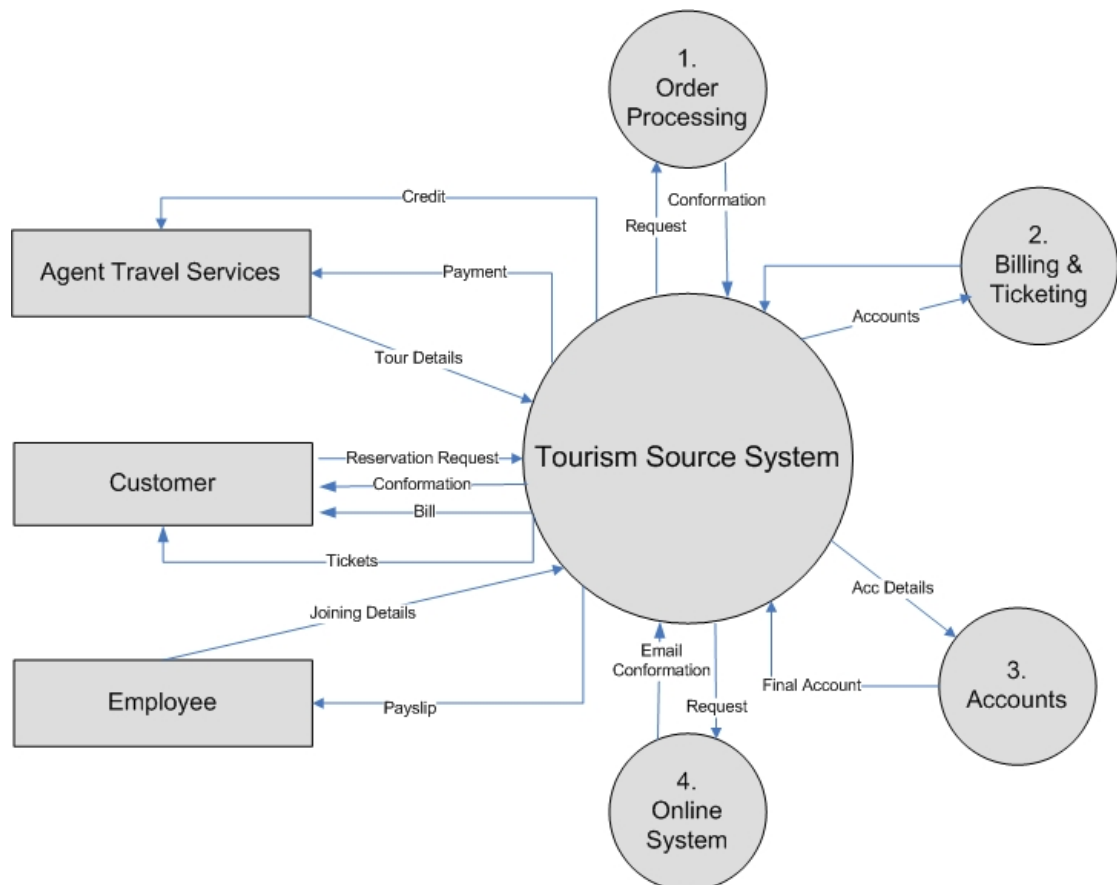 1.
Order
Processing
Credit
Conformation
Request
2.
Billing &
Ticketing
Agent Travel Services
Payment
Accounts
Tour Details
Tourism Source System
Reservation Request
Customer
Conformation
Bill
Tickets
Acc Details
Joining Details
Email
Conformation
3.
Accounts
Final Account
Employee
Payslip
Request
4.
Online
System